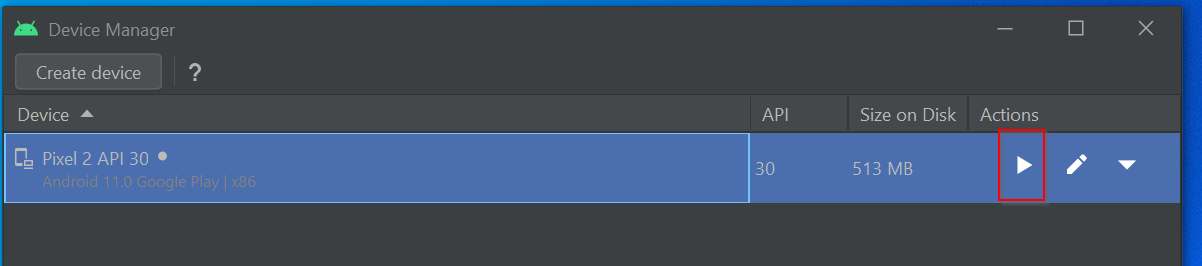 Device Manager
Create device ?
Device API Size on Disk Actions
Pixel 2 API 30 30 513 MB
Android 11.0 Google Play | x86